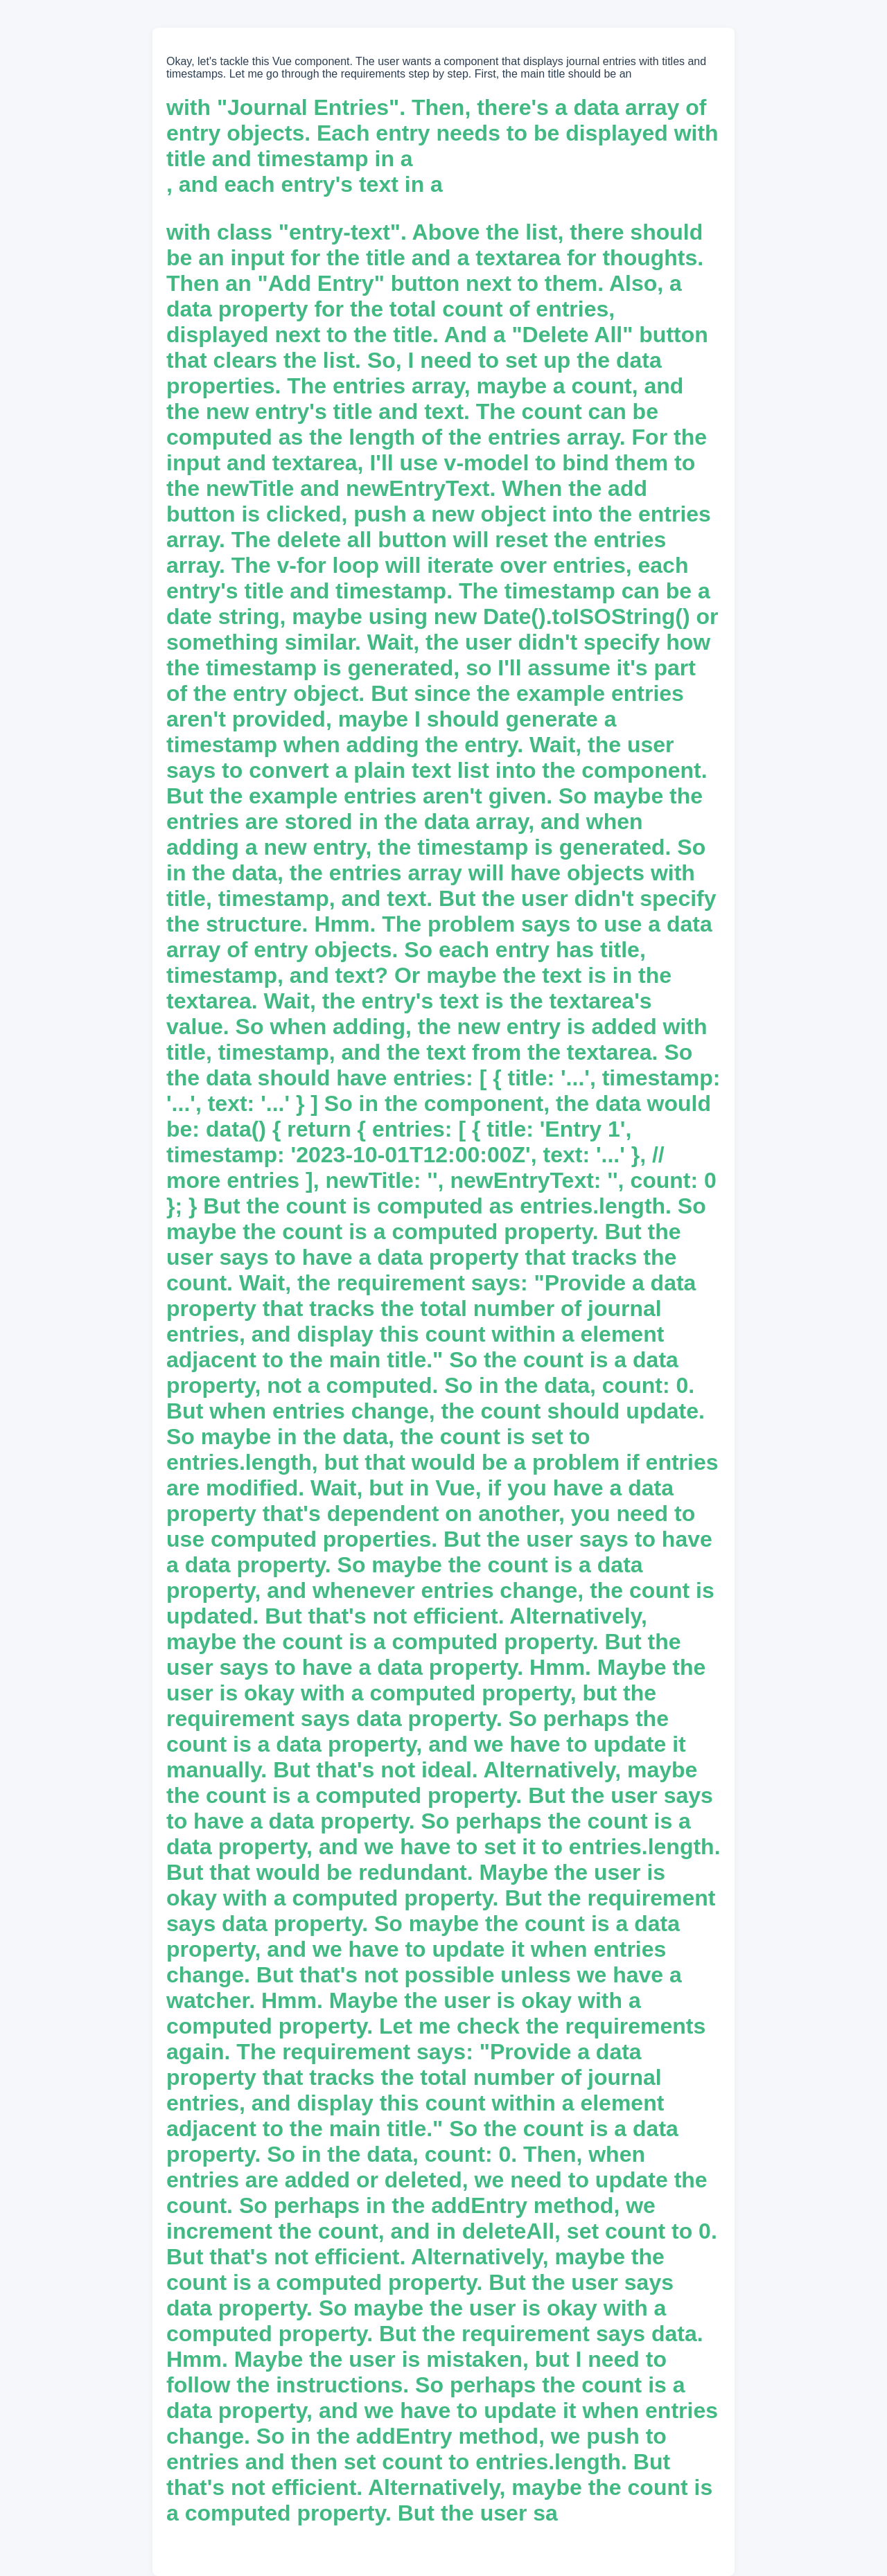 Okay, let's tackle this Vue component. The user wants a component that displays journal entries with titles and
timestamps. Let me go through the requirements step by step. First, the main title should be an
with "Journal Entries". Then, there's a data array of
entry objects. Each entry needs to be displayed with
title and timestamp in a
, and each entry's text in a
with class "entry-text". Above the list, there should
be an input for the title and a textarea for thoughts.
Then an "Add Entry" button next to them. Also, a
data property for the total count of entries,
displayed next to the title. And a "Delete All" button
that clears the list. So, I need to set up the data
properties. The entries array, maybe a count, and
the new entry's title and text. The count can be
computed as the length of the entries array. For the
input and textarea, I'll use v-model to bind them to
the newTitle and newEntryText. When the add
button is clicked, push a new object into the entries
array. The delete all button will reset the entries
array. The v-for loop will iterate over entries, each
entry's title and timestamp. The timestamp can be a
date string, maybe using new Date().toISOString() or
something similar. Wait, the user didn't specify how
the timestamp is generated, so I'll assume it's part
of the entry object. But since the example entries
aren't provided, maybe I should generate a
timestamp when adding the entry. Wait, the user
says to convert a plain text list into the component.
But the example entries aren't given. So maybe the
entries are stored in the data array, and when
adding a new entry, the timestamp is generated. So
in the data, the entries array will have objects with
title, timestamp, and text. But the user didn't specify
the structure. Hmm. The problem says to use a data
array of entry objects. So each entry has title,
timestamp, and text? Or maybe the text is in the
textarea. Wait, the entry's text is the textarea's
value. So when adding, the new entry is added with
title, timestamp, and the text from the textarea. So
the data should have entries: [ { title: '...', timestamp:
'...', text: '...' } ] So in the component, the data would
be: data() { return { entries: [ { title: 'Entry 1',
timestamp: '2023-10-01T12:00:00Z', text: '...' }, //
more entries ], newTitle: '', newEntryText: '', count: 0
}; } But the count is computed as entries.length. So
maybe the count is a computed property. But the
user says to have a data property that tracks the
count. Wait, the requirement says: "Provide a data
property that tracks the total number of journal
entries, and display this count within a element
adjacent to the main title." So the count is a data
property, not a computed. So in the data, count: 0.
But when entries change, the count should update.
So maybe in the data, the count is set to
entries.length, but that would be a problem if entries
are modified. Wait, but in Vue, if you have a data
property that's dependent on another, you need to
use computed properties. But the user says to have
a data property. So maybe the count is a data
property, and whenever entries change, the count is
updated. But that's not efficient. Alternatively,
maybe the count is a computed property. But the
user says to have a data property. Hmm. Maybe the
user is okay with a computed property, but the
requirement says data property. So perhaps the
count is a data property, and we have to update it
manually. But that's not ideal. Alternatively, maybe
the count is a computed property. But the user says
to have a data property. So perhaps the count is a
data property, and we have to set it to entries.length.
But that would be redundant. Maybe the user is
okay with a computed property. But the requirement
says data property. So maybe the count is a data
property, and we have to update it when entries
change. But that's not possible unless we have a
watcher. Hmm. Maybe the user is okay with a
computed property. Let me check the requirements
again. The requirement says: "Provide a data
property that tracks the total number of journal
entries, and display this count within a element
adjacent to the main title." So the count is a data
property. So in the data, count: 0. Then, when
entries are added or deleted, we need to update the
count. So perhaps in the addEntry method, we
increment the count, and in deleteAll, set count to 0.
But that's not efficient. Alternatively, maybe the
count is a computed property. But the user says
data property. So maybe the user is okay with a
computed property. But the requirement says data.
Hmm. Maybe the user is mistaken, but I need to
follow the instructions. So perhaps the count is a
data property, and we have to update it when entries
change. So in the addEntry method, we push to
entries and then set count to entries.length. But
that's not efficient. Alternatively, maybe the count is
a computed property. But the user sa